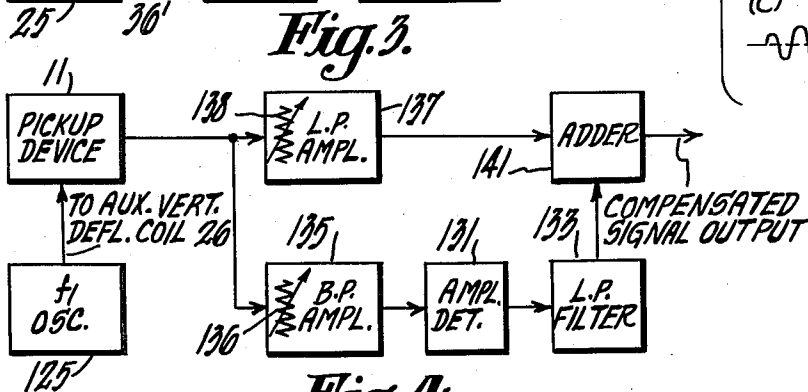 25
36'
Fig. 3.
(C)
11
PICKUP
DEVICE
138
L.P.
AMPL.
137
ADDER
141
TO AUX. VERT.
DEFL. COIL 26
COMPENSATED
SIGNAL OUTPUT
f1
OSC.
125
135
B.P.
AMPL.
136
131
AMPL.
DET.
133
L.P.
FILTER
Fig. 4.